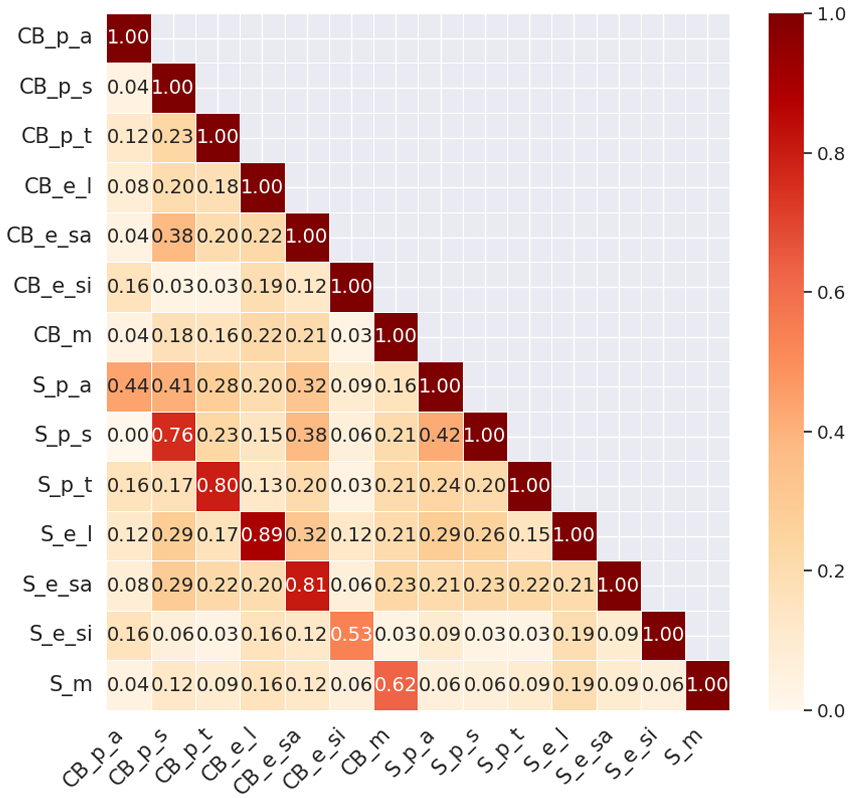 CB_p_a 1.00
CB_p_s 0.04 1.00
CB_p_t 0.12 0.23 1.00
CB_e_l 0.08 0.20 0.18 1.00
CB_e_sa 0.04 0.38 0.20 0.22 1.00
CB_e_si 0.16 0.03 0.03 0.19 0.12 1.00
CB_m 0.04 0.18 0.16 0.22 0.21 0.03 1.00
S_p_a 0.44 0.41 0.28 0.20 0.32 0.09 0.16 1.00
S_p_s 0.00 0.76 0.23 0.15 0.38 0.06 0.21 0.42 1.00
S_p_t 0.16 0.17 0.80 0.13 0.20 0.03 0.21 0.24 0.20 1.00
S_e_l 0.12 0.29 0.17 0.89 0.32 0.12 0.21 0.29 0.26 0.15 1.00
S_e_sa 0.08 0.29 0.22 0.20 0.81 0.06 0.23 0.21 0.23 0.22 0.21 1.00
S_e_si 0.16 0.06 0.03 0.16 0.12 0.53 0.03 0.09 0.03 0.03 0.19 0.09 1.00
S_m 0.04 0.12 0.09 0.16 0.12 0.06 0.62 0.06 0.06 0.09 0.19 0.09 0.06 1.00
CB_p_a CB_p_s CB_p_t CB_e_l CB_e_sa CB_e_si CB_m S_p_a S_p_s S_p_t S_e_l S_e_sa S_e_si S_m
1.0
0.8
0.6
0.4
0.2
0.0